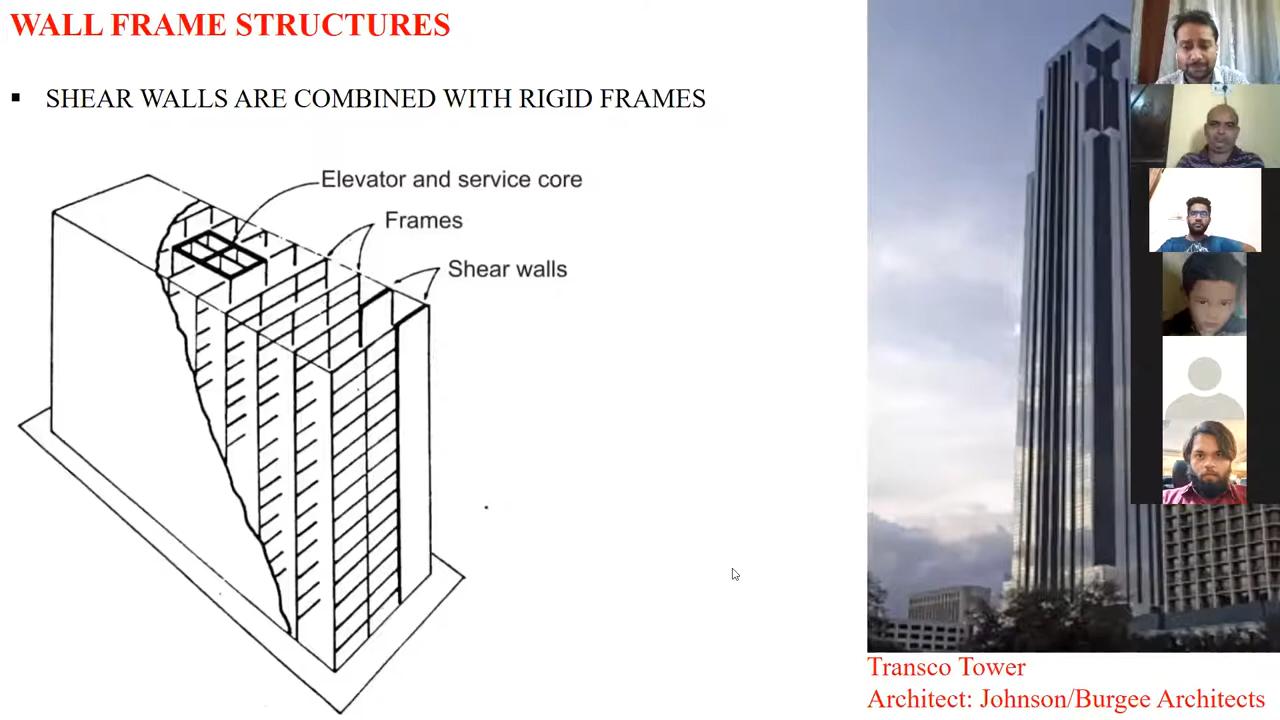 WALL FRAME STRUCTURES
▪ SHEAR WALLS ARE COMBINED WITH RIGID FRAMES
Elevator and service core
Frames
Shear walls
Transco Tower
Architect: Johnson/Burgee Architects